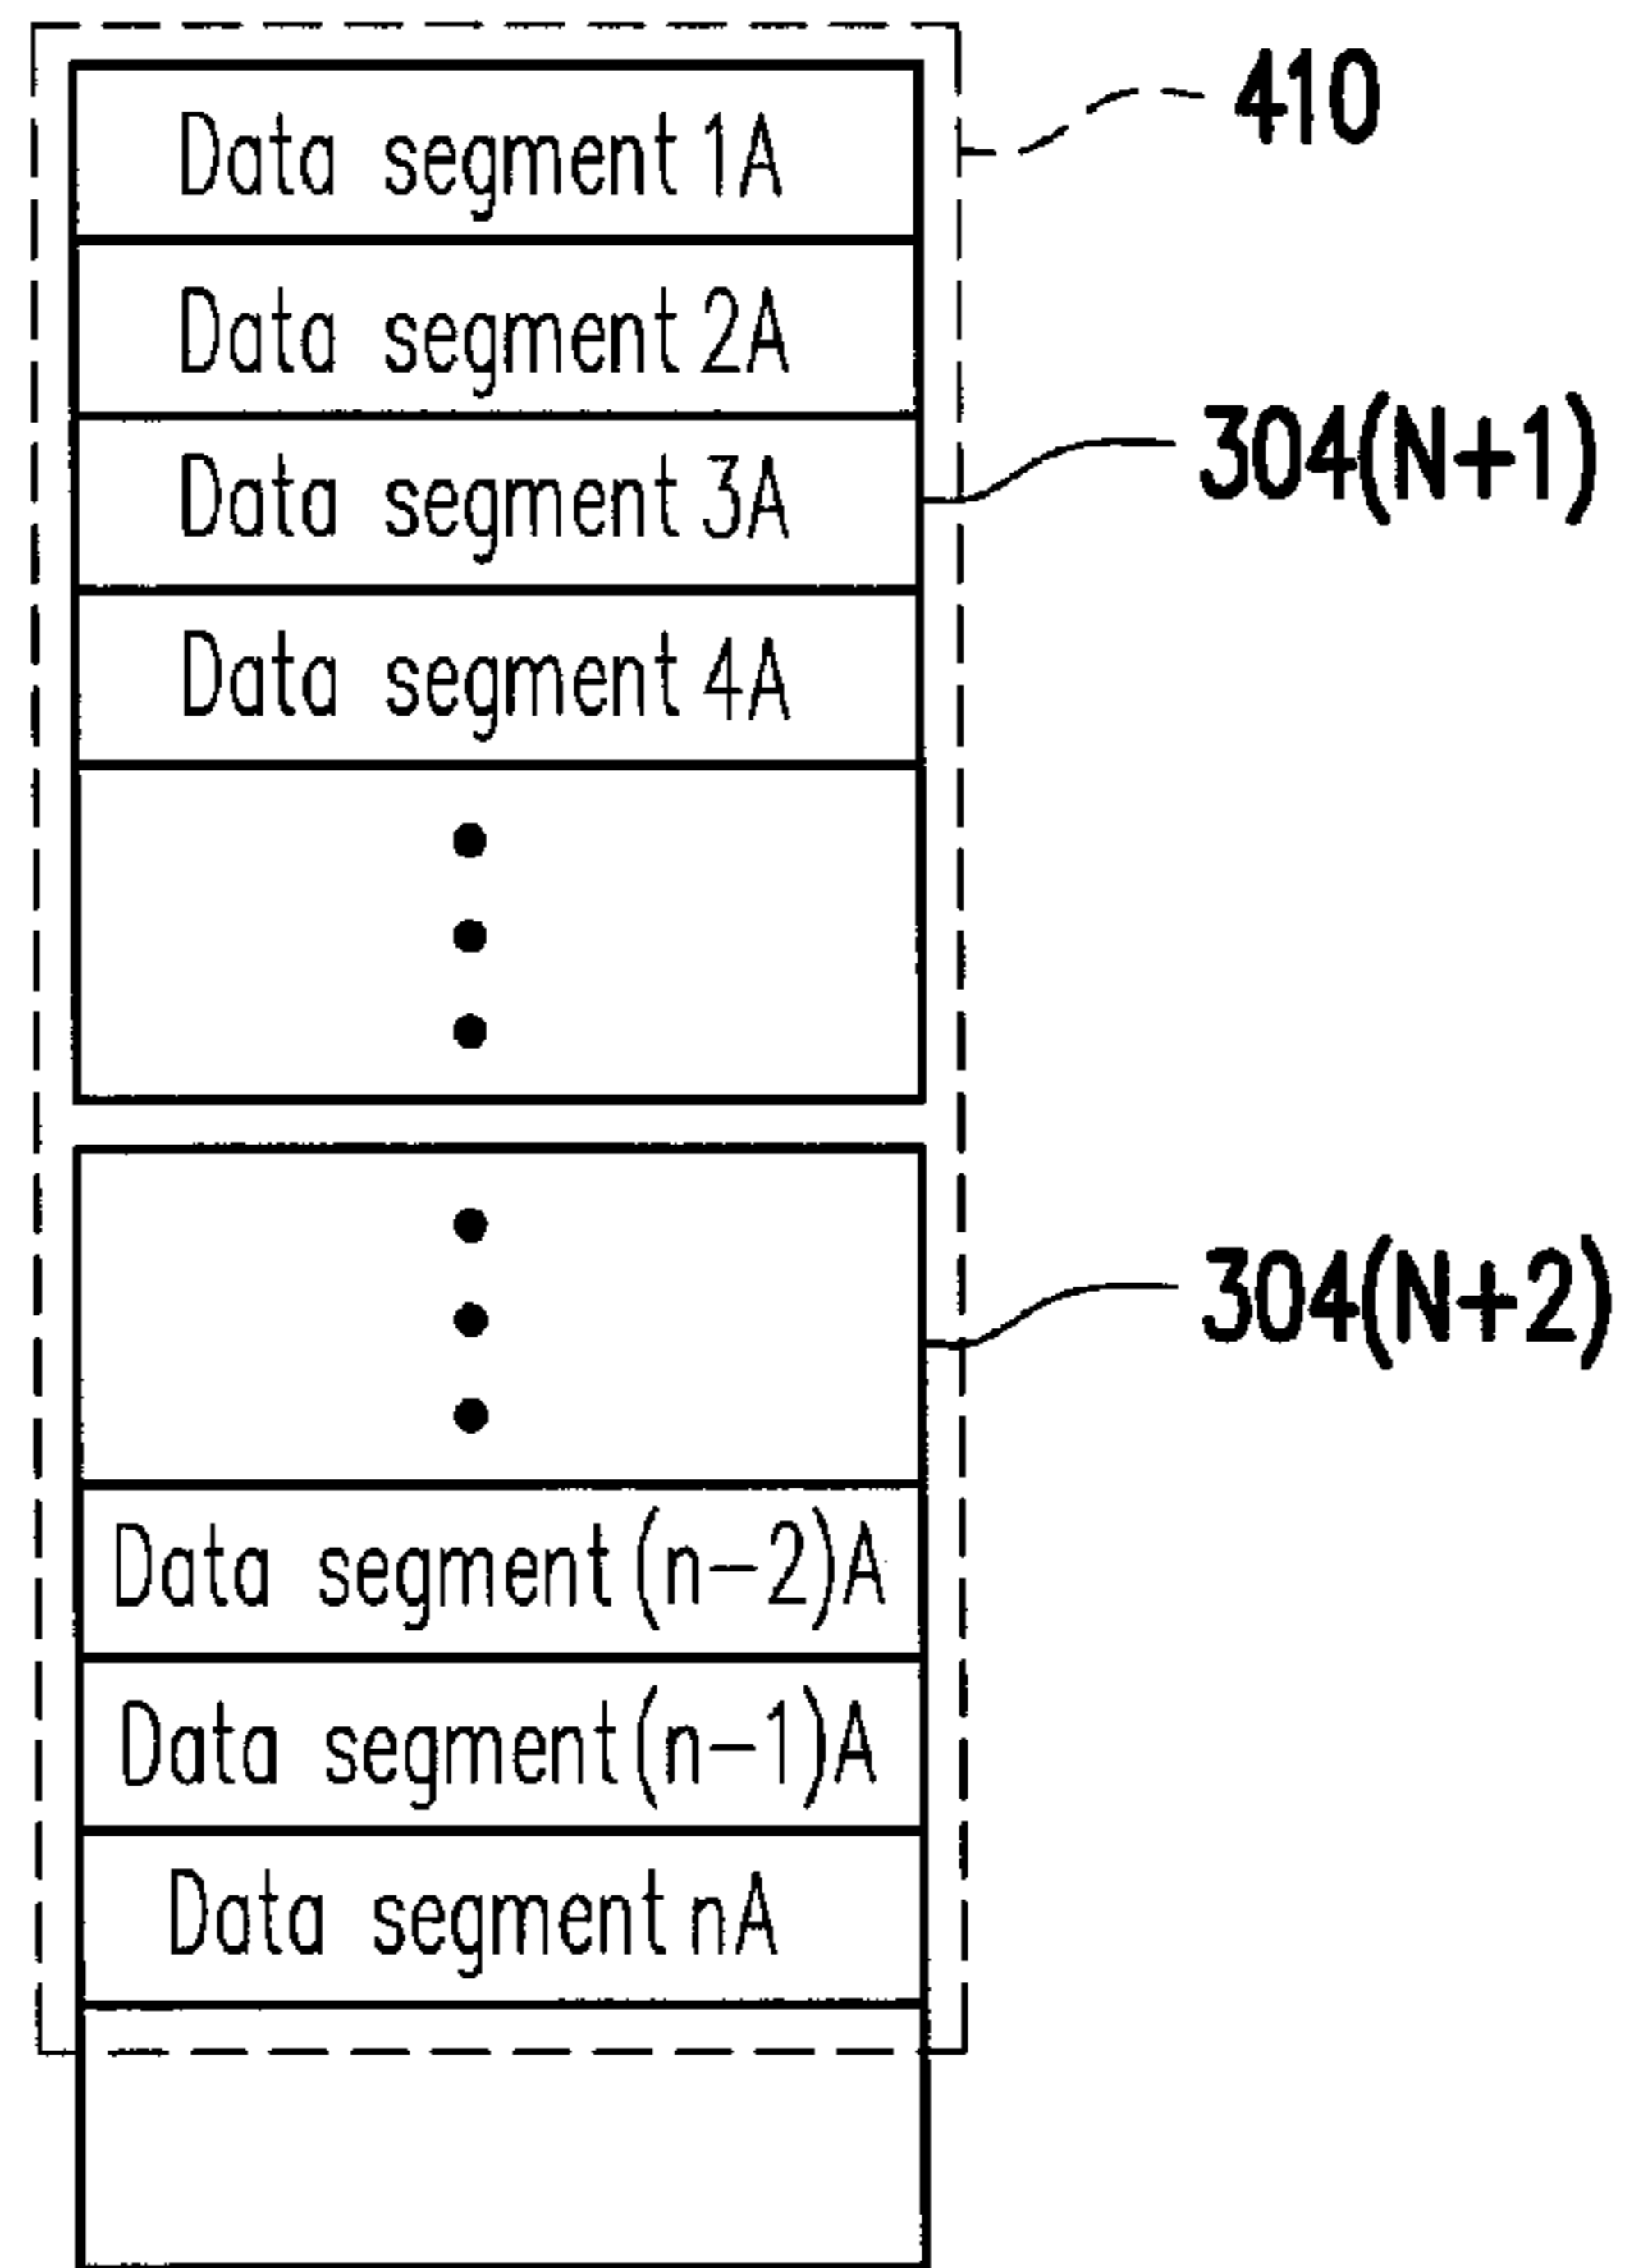 410
Data segment 1A
Data segment 2A
304(N+1)
Data segment 3A
Data segment 4A
304(N+2)
Data segment(n-2)A
Data segment(n-1)A
Data segment nA